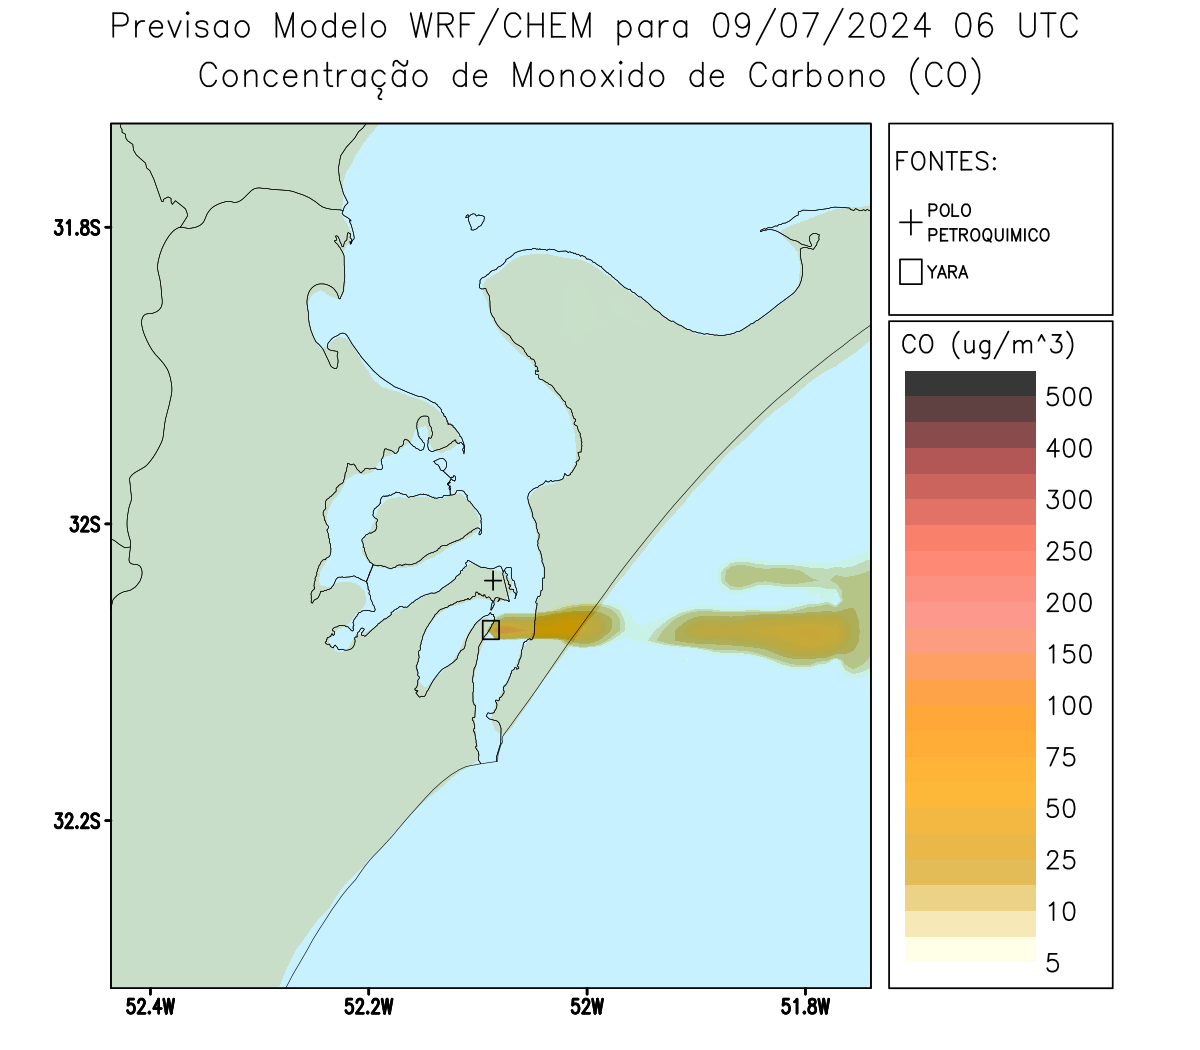 Previsao Modelo WRF/CHEM para 09/07/2024 06 UTC
Concentração de Monoxido de Carbono (CO)
FONTES:
POLO
PETROQUIMICO
YARA
CO (ug/m^3)
500
400
300
250
200
150
100
75
50
25
10
5
31.8S
32S
32.2S
52.4W
52.2W
52W
51.8W